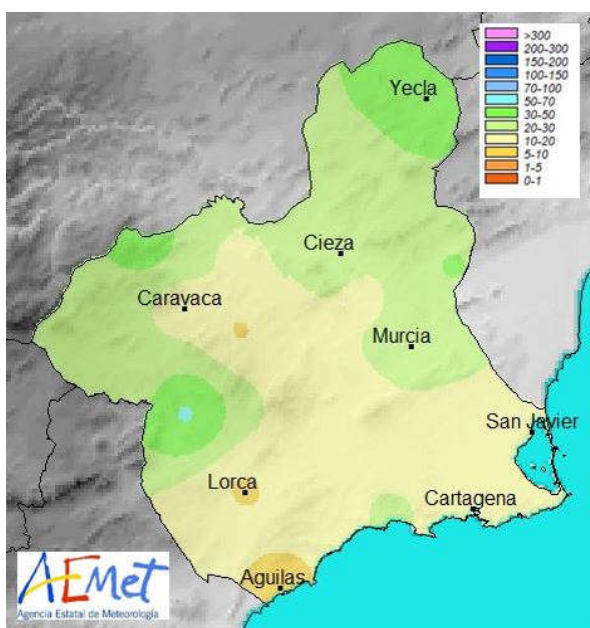 >300
200-300
150-200
100-150
70-100
50-70
30-50
20-30
10-20
5-10
1-5
0-1
Yecla
Cieza
Caravaca
Murcia
San Javier
Lorca
Cartagena
Aguilas
AEMet
Agencia Estatal de Meteorología